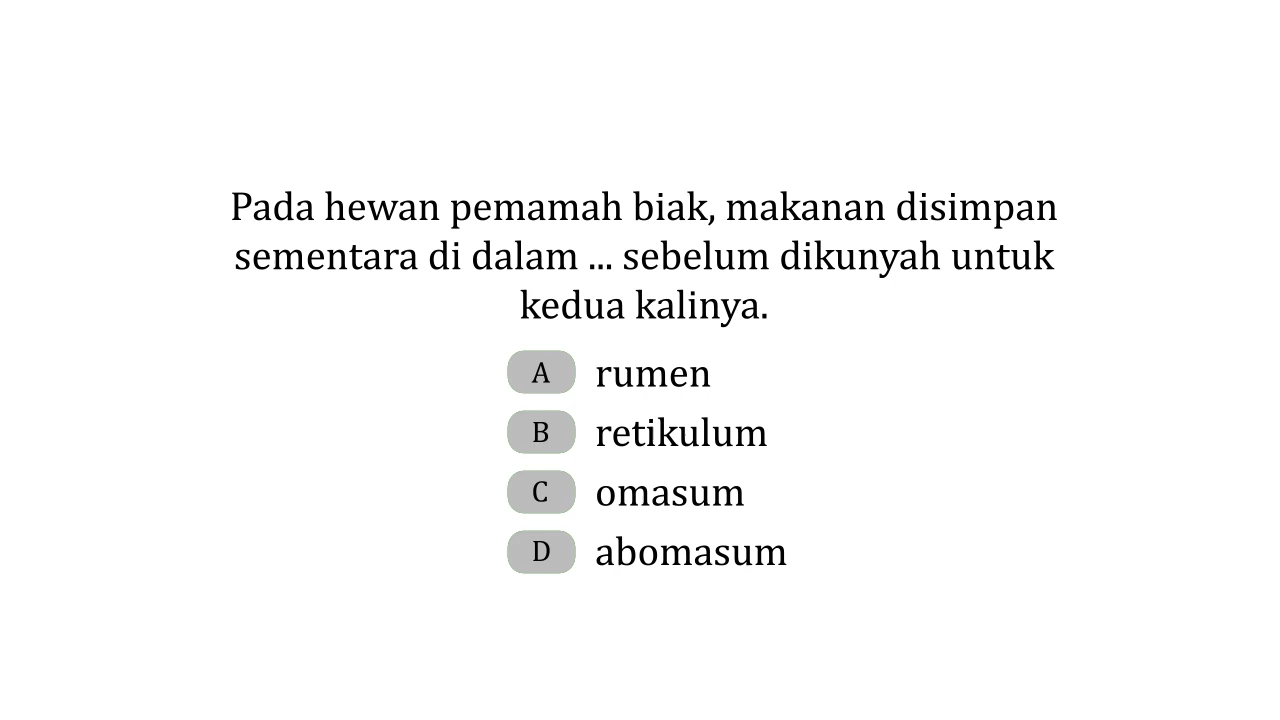 Pada hewan pemamah biak, makanan disimpan
sementara di dalam ... sebelum dikunyah untuk
kedua kalinya.
A rumen
B retikulum
C omasum
D abomasum